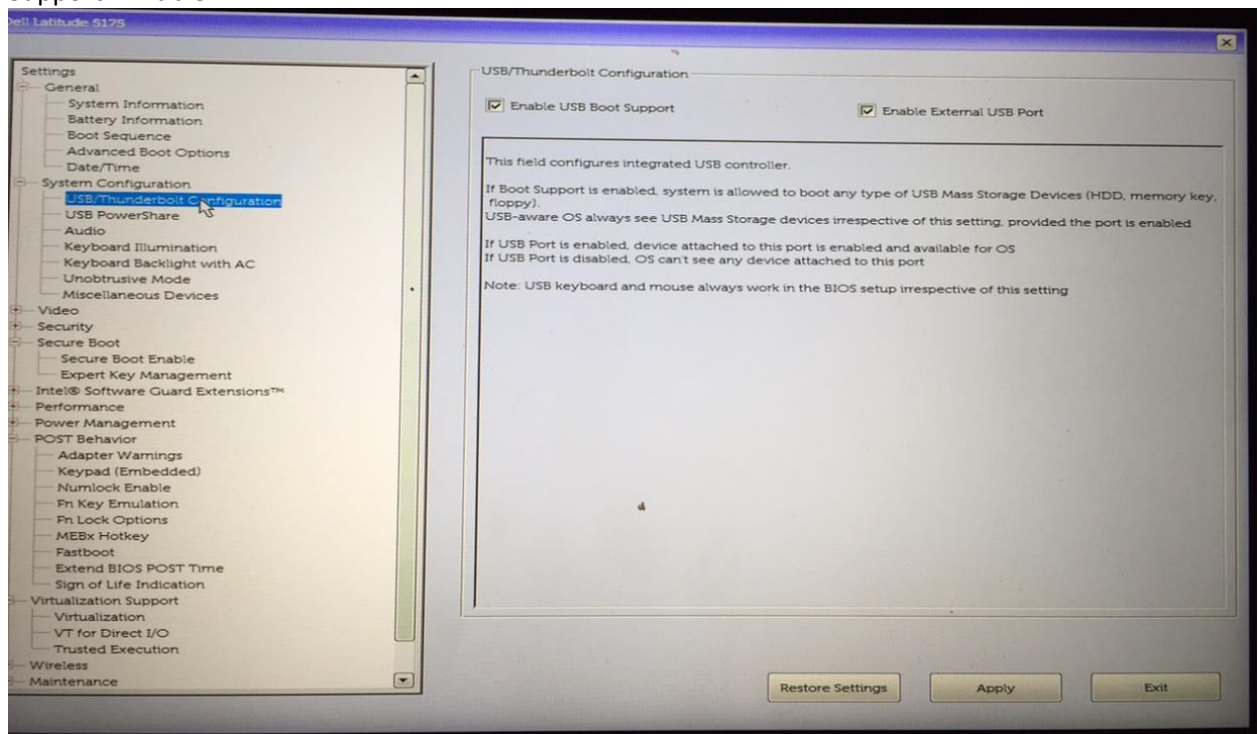 Dell Latitude 5175
Settings
General
System Information
Battery Information
Boot Sequence
Advanced Boot Options
Date/Time
System Configuration
USB/Thunderbolt Configuration
USB PowerShare
Audio
Keyboard Illumination
Keyboard Backlight with AC
Unobtrusive Mode
Miscellaneous Devices
Video
Security
Secure Boot
Secure Boot Enable
Expert Key Management
Intel® Software Guard Extensions™
Performance
Power Management
POST Behavior
Adapter Warnings
Keypad (Embedded)
Numlock Enable
Fn Key Emulation
Fn Lock Options
MEBx Hotkey
Fastboot
Extend BIOS POST Time
Sign of Life Indication
Virtualization Support
Virtualization
VT for Direct I/O
Trusted Execution
Wireless
Maintenance
USB/Thunderbolt Configuration
Enable USB Boot Support
Enable External USB Port
This field configures integrated USB controller.
If Boot Support is enabled, system is allowed to boot any type of USB Mass Storage Devices (HDD, memory key,
floppy).
USB-aware OS always see USB Mass Storage devices irrespective of this setting, provided the port is enabled
If USB Port is enabled, device attached to this port is enabled and available for OS
If USB Port is disabled, OS can't see any device attached to this port
Note: USB keyboard and mouse always work in the BIOS setup irrespective of this setting
Restore Settings
Apply
Exit